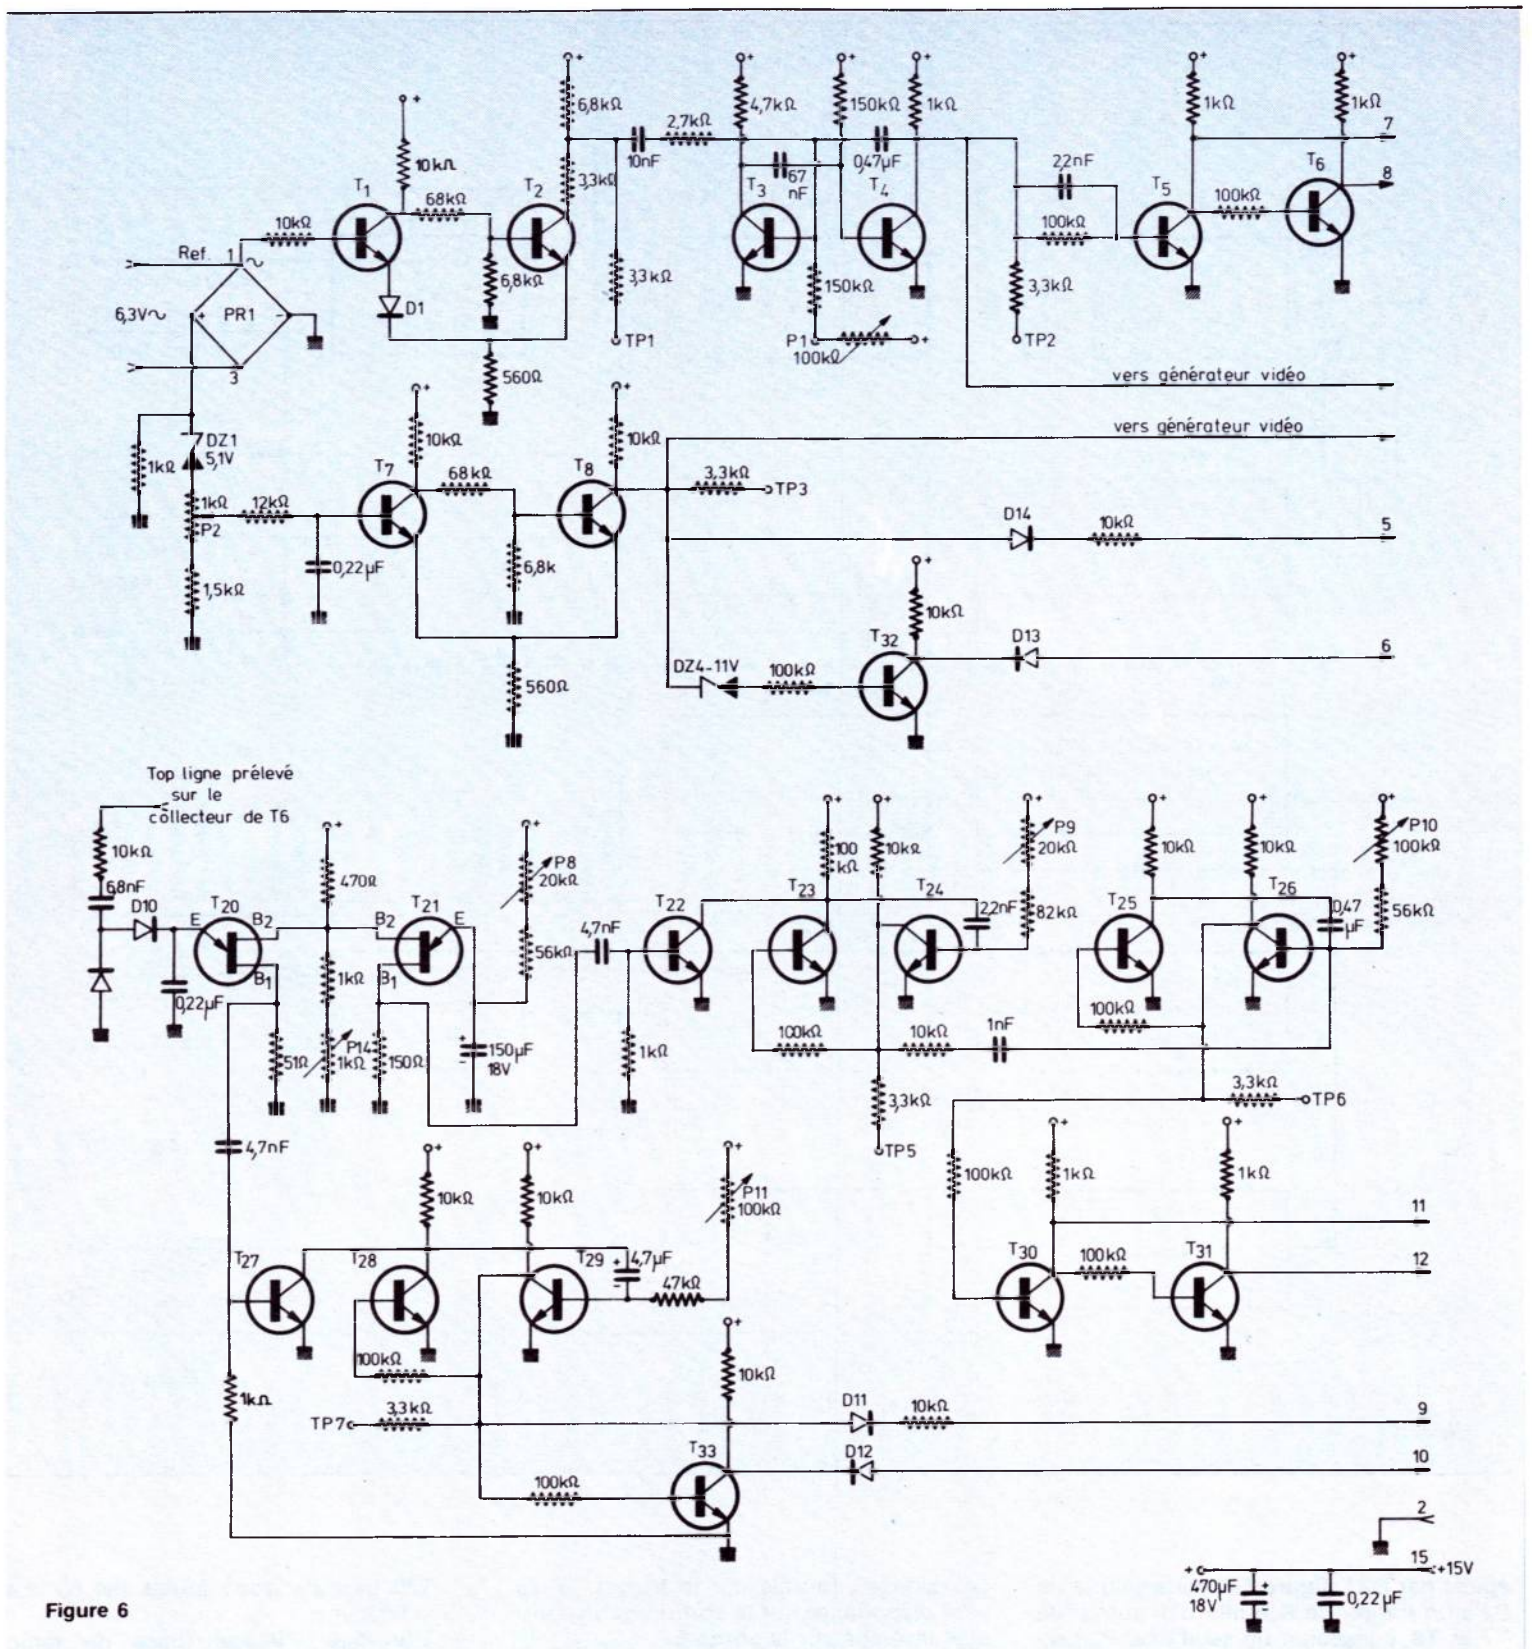 6,8kΩ
4,7kΩ
150kΩ
1kΩ
1kΩ
1kΩ
10kΩ
2,7kΩ
10nF
0,47µF
7
T1
68kΩ
T2
3,3kΩ
67
nF
T3
T4
22nF
T5
T6
8
100kΩ
10kΩ
100kΩ
Ref.
1
6,3V~
PR1
+
-
3
D1
6,8kΩ
3,3kΩ
TP1
150kΩ
P1
100kΩ
+
3,3kΩ
TP2
560Ω
vers générateur vidéo
vers générateur vidéo
DZ1
5,1V
1kΩ
10kΩ
10kΩ
T7
68kΩ
T8
3,3kΩ
TP3
1kΩ
P2
12kΩ
D14
10kΩ
5
0,22µF
6,8k
1,5kΩ
10kΩ
T32
D13
6
DZ4-11V
100kΩ
560Ω
Top ligne prélevé
sur le
collecteur de T6
10kΩ
68nF
D10
E
T20
B2
B1
470Ω
B2
T21
E
B1
P8
20kΩ
56kΩ
4,7nF
T22
100
kΩ
10kΩ
T23
T24
22nF
P9
20kΩ
82kΩ
10kΩ
10kΩ
T25
T26
0,47
µF
P10
100kΩ
56kΩ
0,22µF
1kΩ
51Ω
P14
1kΩ
150Ω
150µF
18V
1kΩ
100kΩ
10kΩ
1nF
100kΩ
3,3kΩ
TP5
3,3kΩ
TP6
4,7nF
10kΩ
10kΩ
P11
100kΩ
100kΩ
1kΩ
1kΩ
11
T27
T28
T29
4,7µF
47kΩ
T30
100kΩ
T31
12
100kΩ
1kΩ
10kΩ
TP7
3,3kΩ
D11
10kΩ
9
T33
D12
10
100kΩ
2
15
+15V
470µF
18V
0,22µF
Figure 6